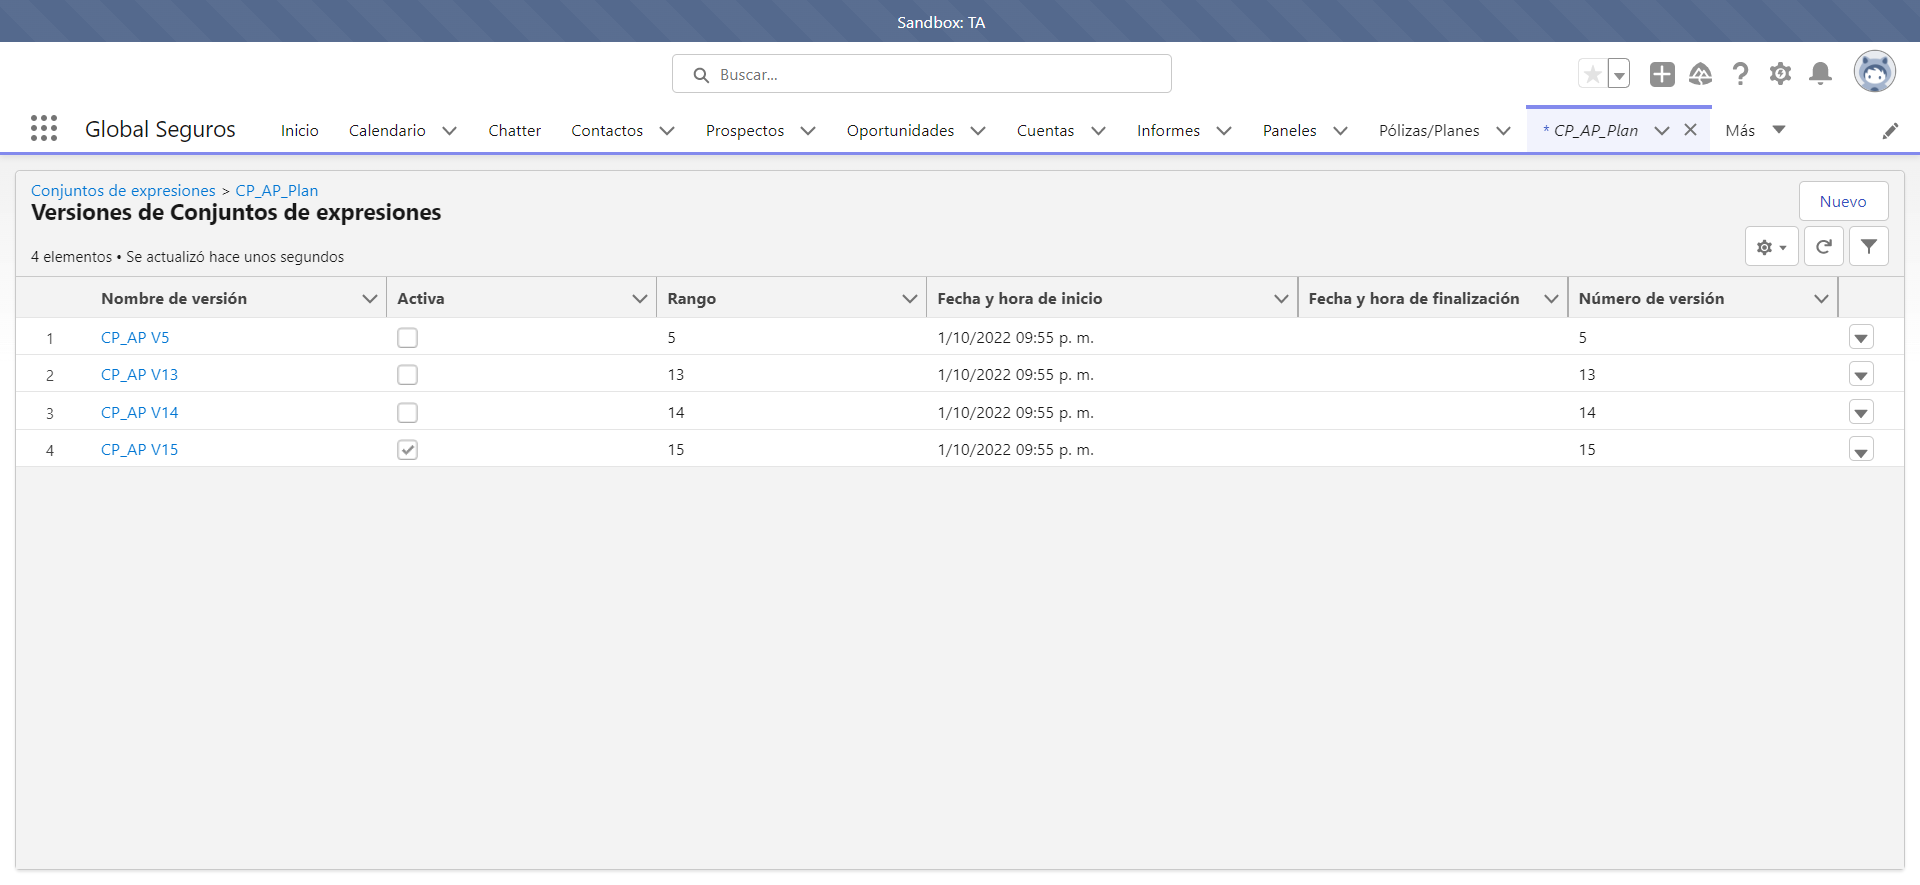 Sandbox: TA
Buscar...
Global Seguros
Inicio
Calendario
Chatter
Contactos
Prospectos
Oportunidades
Cuentas
Informes
Paneles
Pólizas/Planes
* CP_AP_Plan
Más
Conjuntos de expresiones > CP_AP_Plan
Versiones de Conjuntos de expresiones
Nuevo
4 elementos • Se actualizó hace unos segundos
Nombre de versión Activa Rango Fecha y hora de inicio Fecha y hora de finalización Número de versión
1 CP_AP V5 5 1/10/2022 09:55 p. m. 5
2 CP_AP V13 13 1/10/2022 09:55 p. m. 13
3 CP_AP V14 14 1/10/2022 09:55 p. m. 14
4 CP_AP V15 15 1/10/2022 09:55 p. m. 15